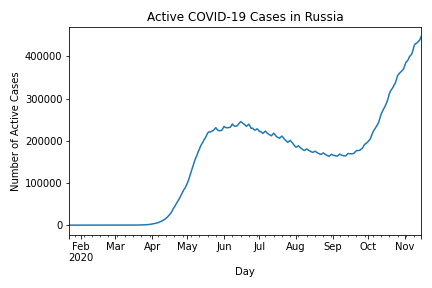 Active COVID-19 Cases in Russia
Number of Active Cases
400000
300000
200000
100000
0
Feb Mar Apr May Jun Jul Aug Sep Oct Nov
2020
Day